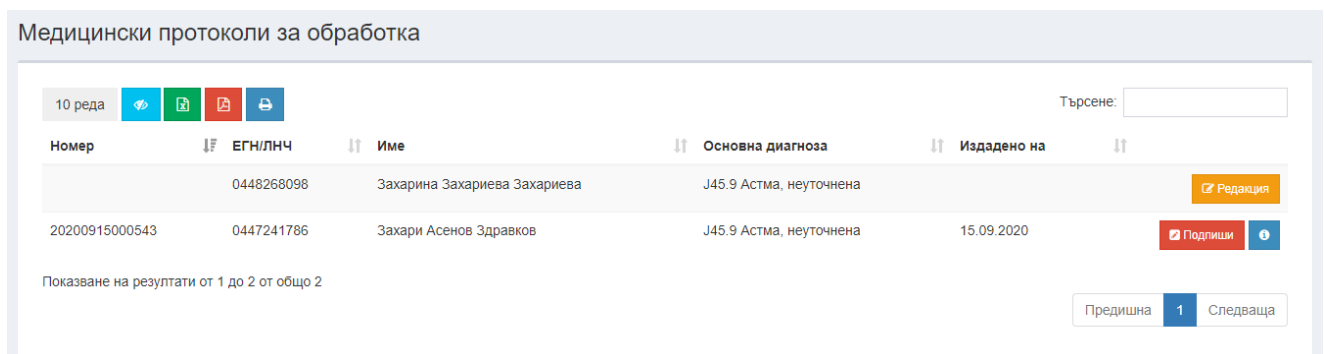 Медицински протоколи за обработка
10 реда
Търсене:
Номер ЕГН/ЛНЧ Име Основна диагноза Издадено на
0448268098 Захарина Захариева Захариева J45.9 Астма, неуточнена Редакция
20200915000543 0447241786 Захари Асенов Здравков J45.9 Астма, неуточнена 15.09.2020 Подпиши
Показване на резултати от 1 до 2 от общо 2
Предишна 1 Следваща